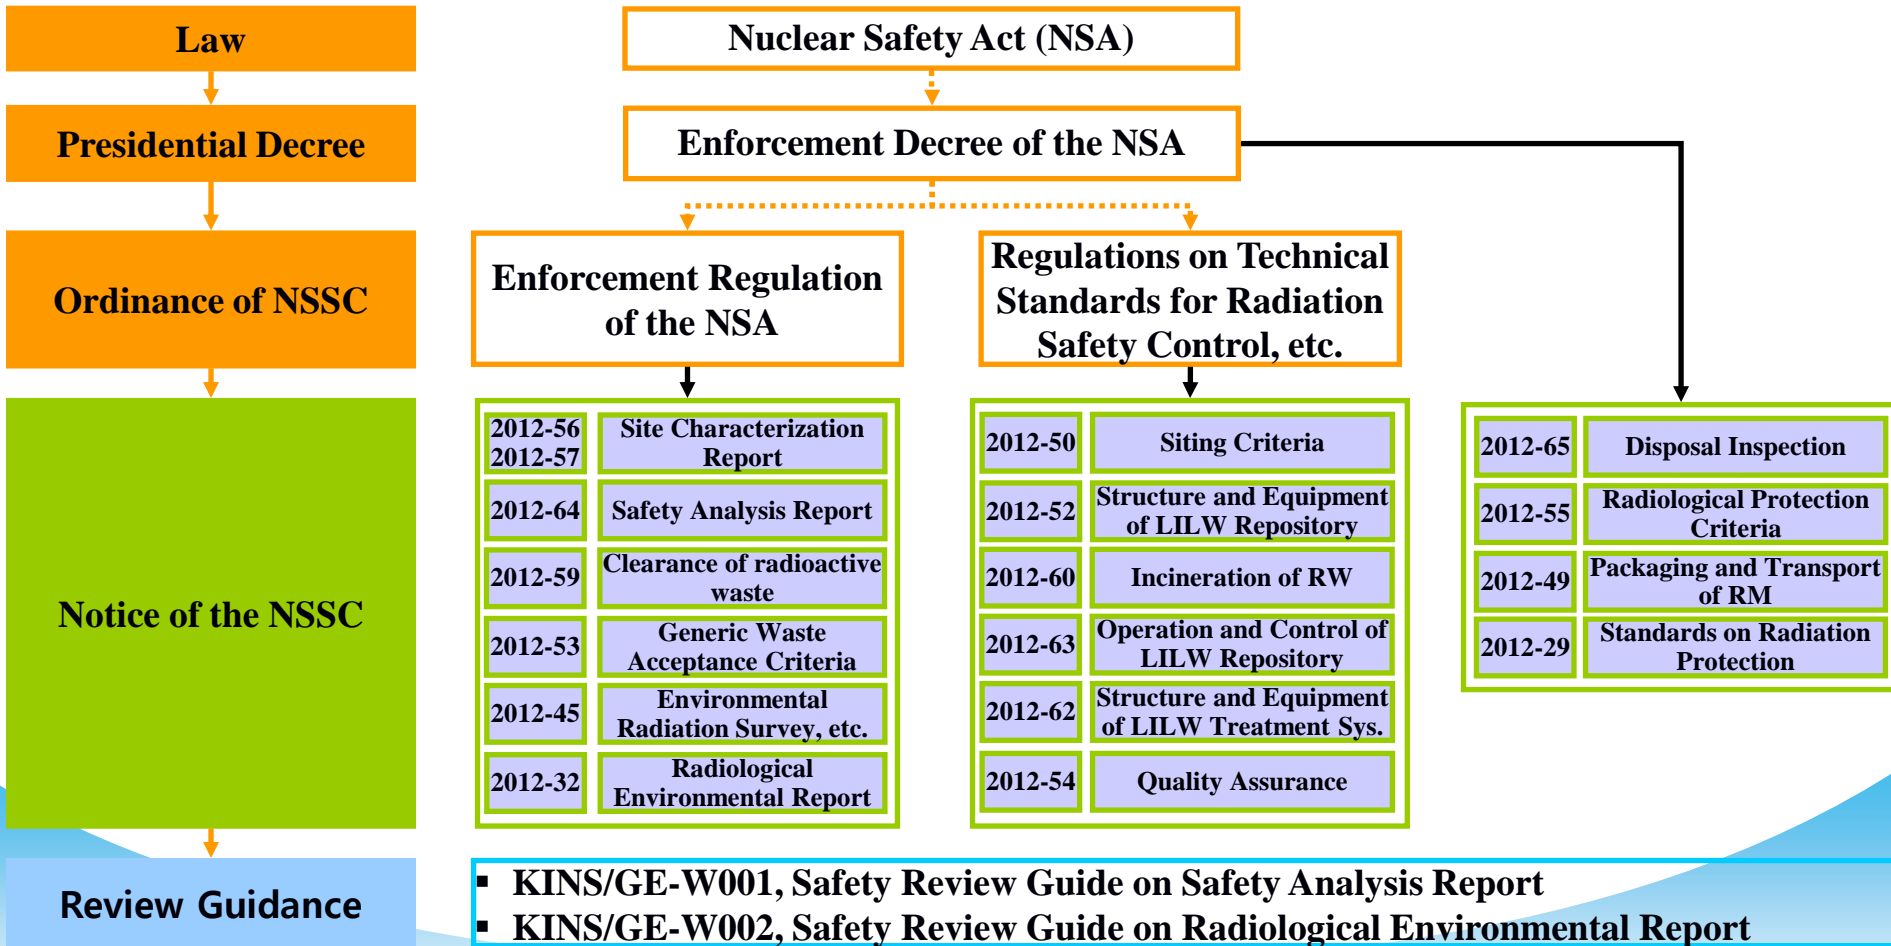 Law
Nuclear Safety Act (NSA)
Presidential Decree
Enforcement Decree of the NSA
Ordinance of NSSC
Enforcement Regulation
of the NSA
Regulations on Technical
Standards for Radiation
Safety Control, etc.
Notice of the NSSC
2012-56
2012-57
Site Characterization
Report
2012-64
Safety Analysis Report
2012-59
Clearance of radioactive
waste
2012-53
Generic Waste
Acceptance Criteria
2012-45
Environmental
Radiation Survey, etc.
2012-32
Radiological
Environmental Report
2012-50
Siting Criteria
2012-52
Structure and Equipment
of LILW Repository
2012-60
Incineration of RW
2012-63
Operation and Control of
LILW Repository
2012-62
Structure and Equipment
of LILW Treatment Sys.
2012-54
Quality Assurance
2012-65
Disposal Inspection
2012-55
Radiological Protection
Criteria
2012-49
Packaging and Transport
of RM
2012-29
Standards on Radiation
Protection
Review Guidance
▪ KINS/GE-W001, Safety Review Guide on Safety Analysis Report
▪ KINS/GE-W002, Safety Review Guide on Radiological Environmental Report